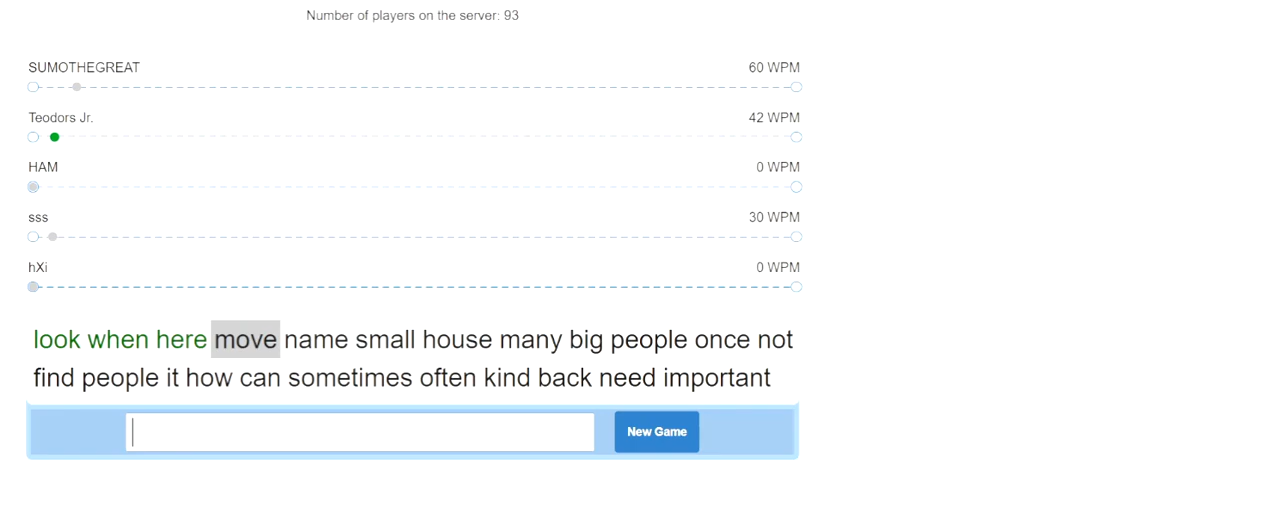 Number of players on the server: 93
SUMOTHEGREAT 60 WPM
Teodors Jr. 42 WPM
HAM 0 WPM
sss 30 WPM
hXi 0 WPM
look when here move name small house many big people once not
find people it how can sometimes often kind back need important
New Game